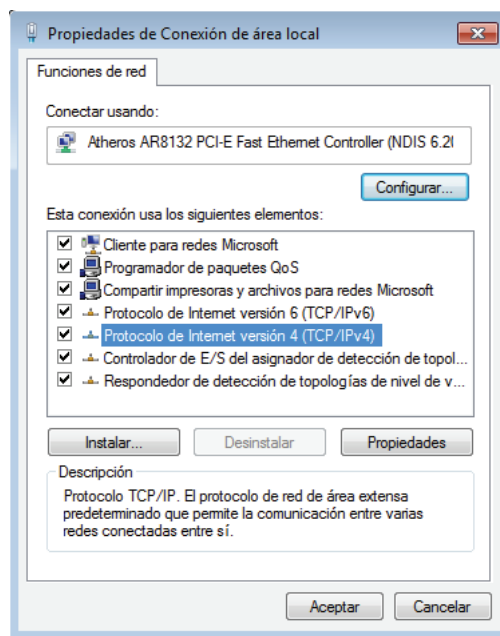 Propiedades de Conexión de área local
Funciones de red
Conectar usando:
Atheros AR8132 PCI-E Fast Ethernet Controller (NDIS 6.2(
Configurar...
Esta conexión usa los siguientes elementos:
Cliente para redes Microsoft
Programador de paquetes QoS
Compartir impresoras y archivos para redes Microsoft
Protocolo de Internet versión 6 (TCP/IPv6)
Protocolo de Internet versión 4 (TCP/IPv4)
Controlador de E/S del asignador de detección de topol...
Respondedor de detección de topologías de nivel de v...
Instalar...
Desinstalar
Propiedades
Descripción
Protocolo TCP/IP. El protocolo de red de área extensa
predeterminado que permite la comunicación entre varias
redes conectadas entre sí.
Aceptar
Cancelar